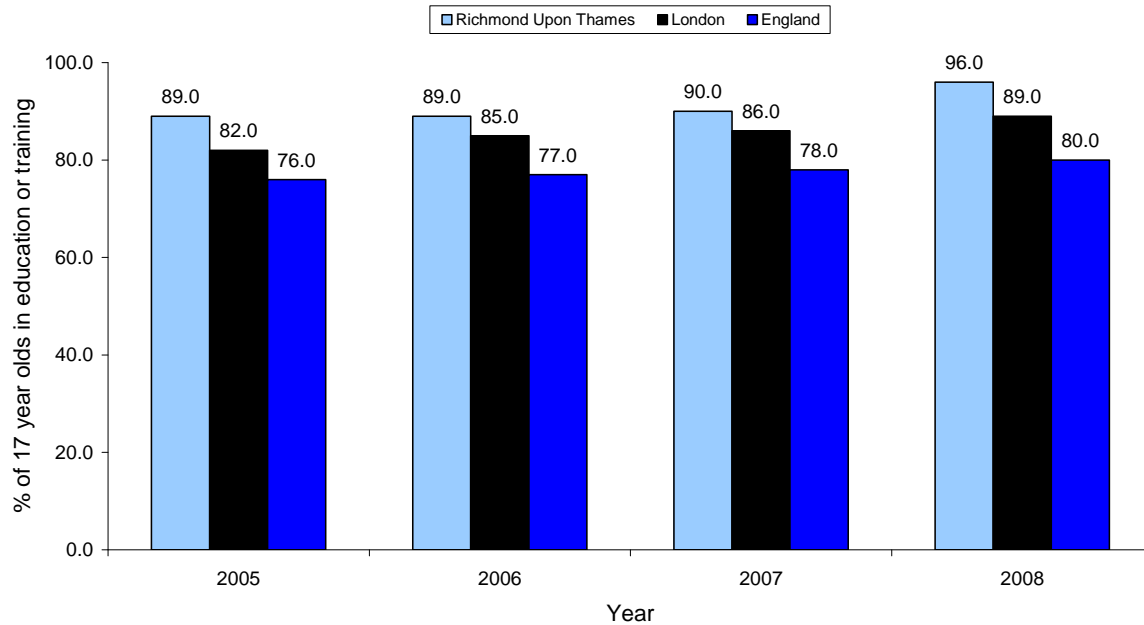 Richmond Upon Thames London England
% of 17 year olds in education or training
100.0
80.0
60.0
40.0
20.0
0.0
89.0 82.0 76.0
89.0 85.0 77.0
90.0 86.0 78.0
96.0 89.0 80.0
2005 2006 2007 2008
Year